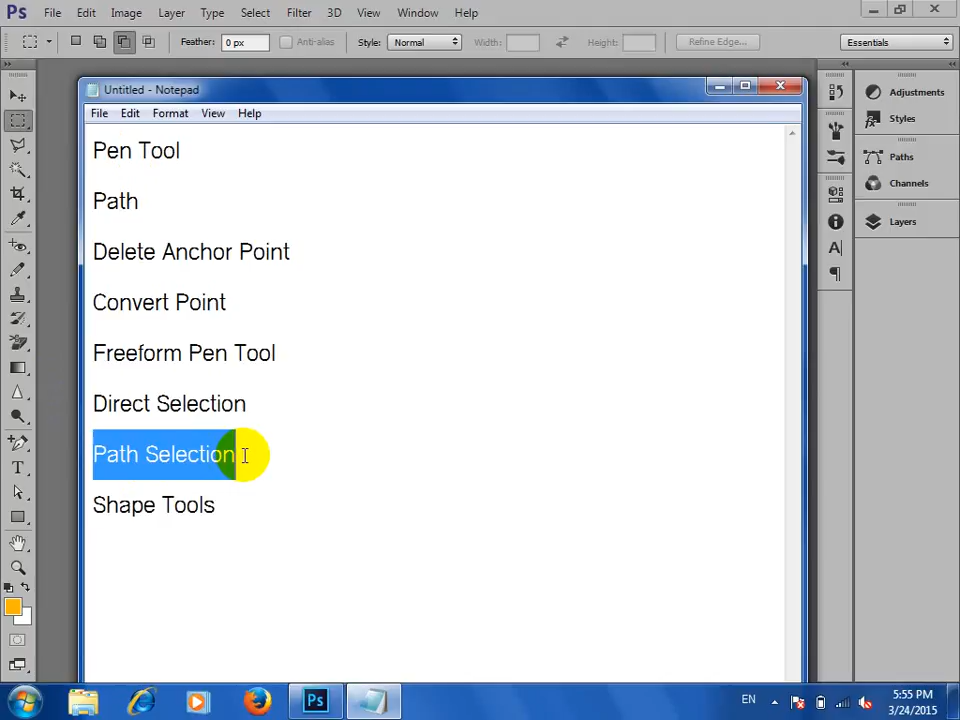 Ps File Edit Image Layer Type Select Filter 3D View Window Help
Feather: 0 px Anti-alias Style: Normal Width: Height: Refine Edge... Essentials
Untitled - Notepad
File Edit Format View Help
Pen Tool
Path
Delete Anchor Point
Convert Point
Freeform Pen Tool
Direct Selection
Path Selection
Shape Tools
Adjustments
Styles
Paths
Channels
Layers
Ps
EN
5:55 PM
3/24/2015